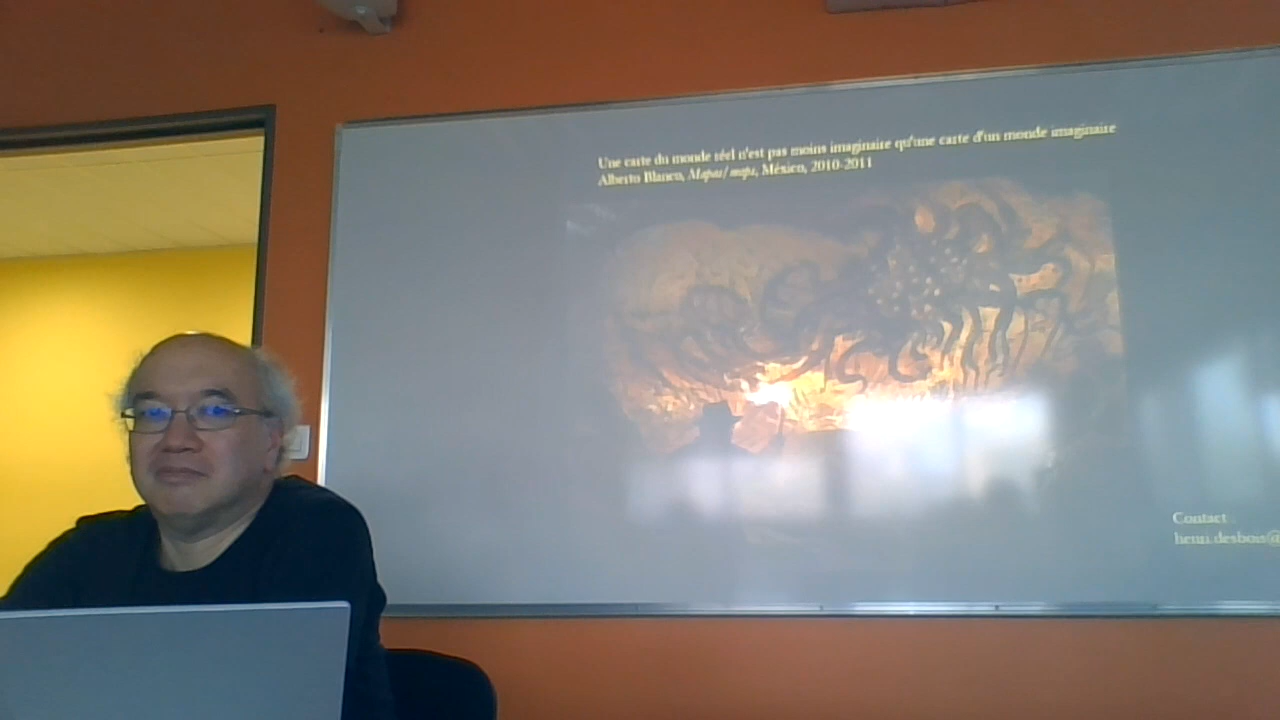 Une carte du monde réel n'est pas moins imaginaire qu'une carte d'un monde imaginaire
Alberto Blanco, Mapas/ maps, México, 2010-2011
Contact
henri.desbois@